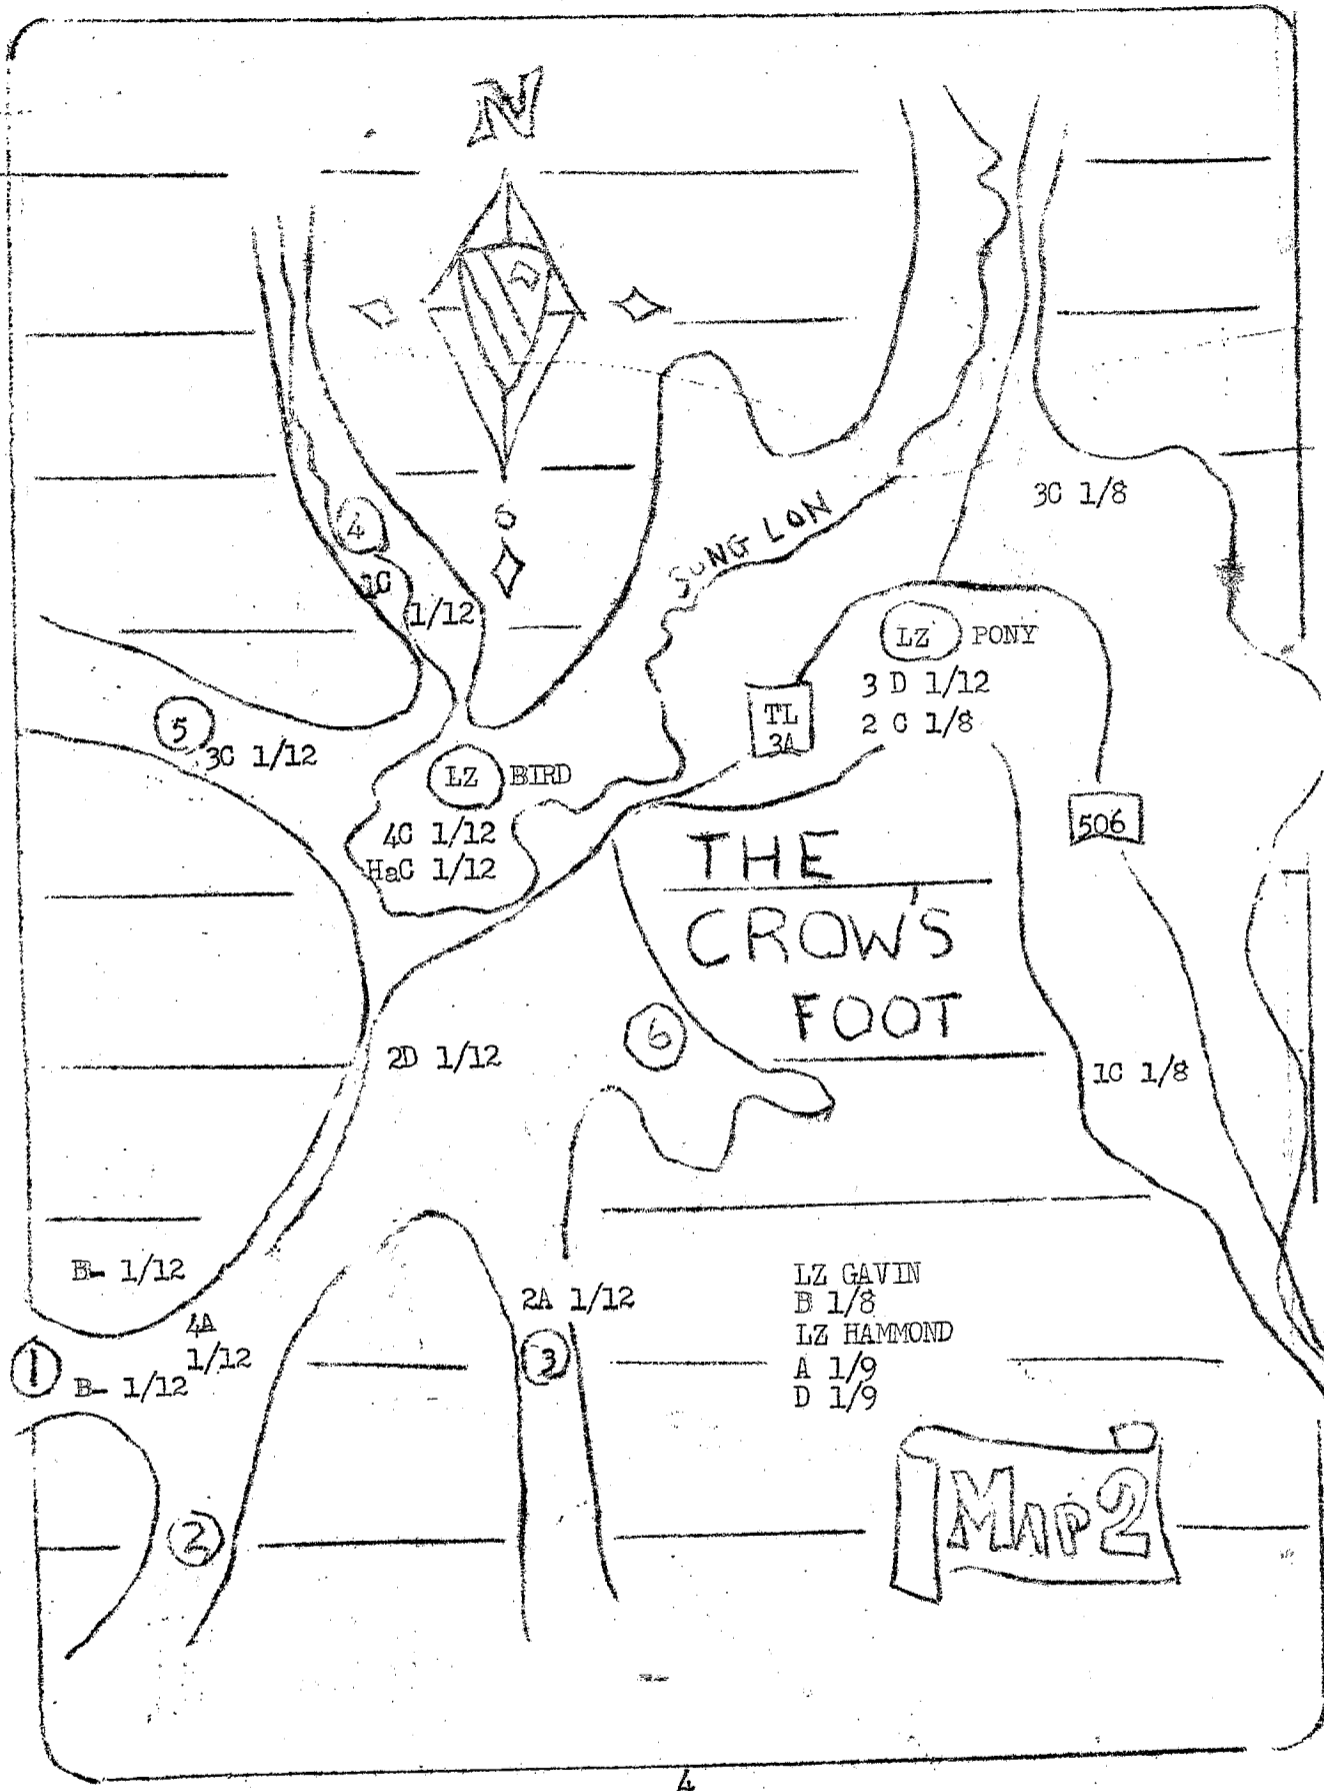 N
6
SONG LON
3C 1/8
4
1C
1/12
LZ PONY
3 D 1/12
2 C 1/8
TL
3A
5
3C 1/12
LZ BIRD
4C 1/12
HaC 1/12
506
THE
CROW'S
FOOT
6
2D 1/12
1C 1/8
B- 1/12
4A
1/12
1
B- 1/12
2A 1/12
3
LZ GAVIN
B 1/8
LZ HAMMOND
A 1/9
D 1/9
2
MAP 2
4